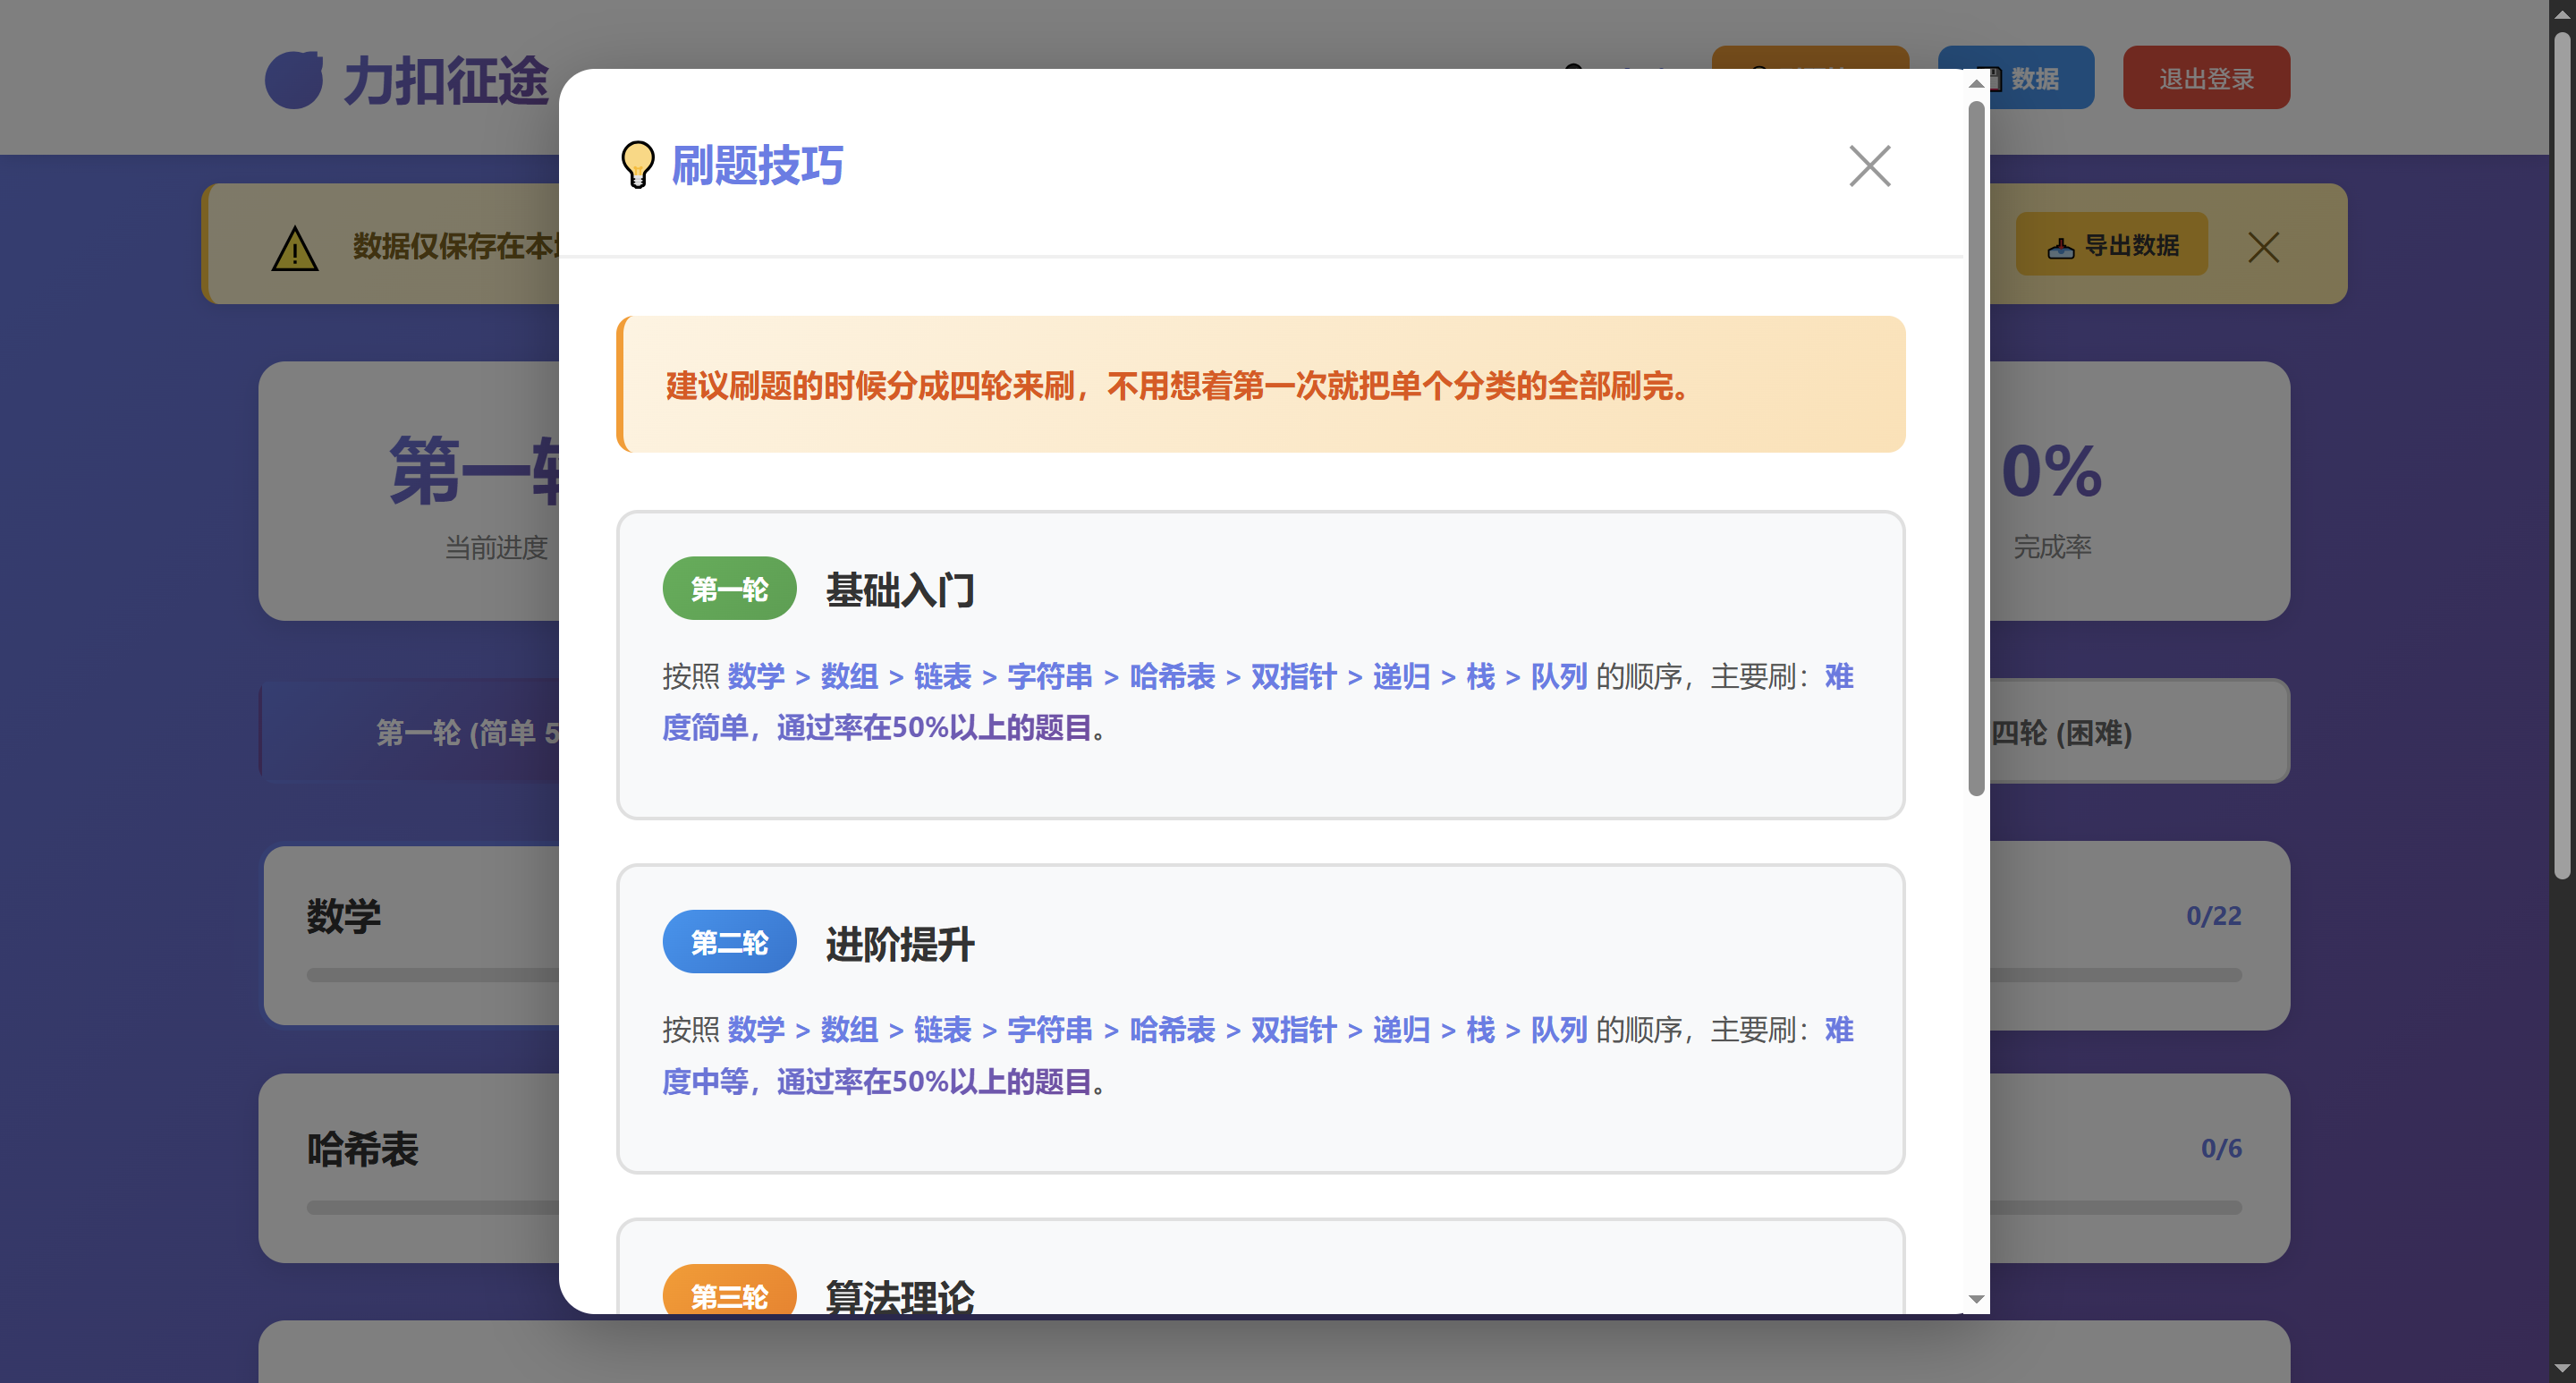 力扣征途
数据
退出登录
刷题技巧
数据仅保存在本
导出数据
建议刷题的时候分成四轮来刷，不用想着第一次就把单个分类的全部刷完。
第一
当前进度
0%
完成率
第一轮 基础入门
按照 数学 > 数组 > 链表 > 字符串 > 哈希表 > 双指针 > 递归 > 栈 > 队列 的顺序，主要刷：难
度简单，通过率在50%以上的题目。
第一轮 (简单 5
四轮 (困难)
第二轮 进阶提升
按照 数学 > 数组 > 链表 > 字符串 > 哈希表 > 双指针 > 递归 > 栈 > 队列 的顺序，主要刷：难
度中等，通过率在50%以上的题目。
数学
0/22
哈希表
0/6
第三轮 算法理论